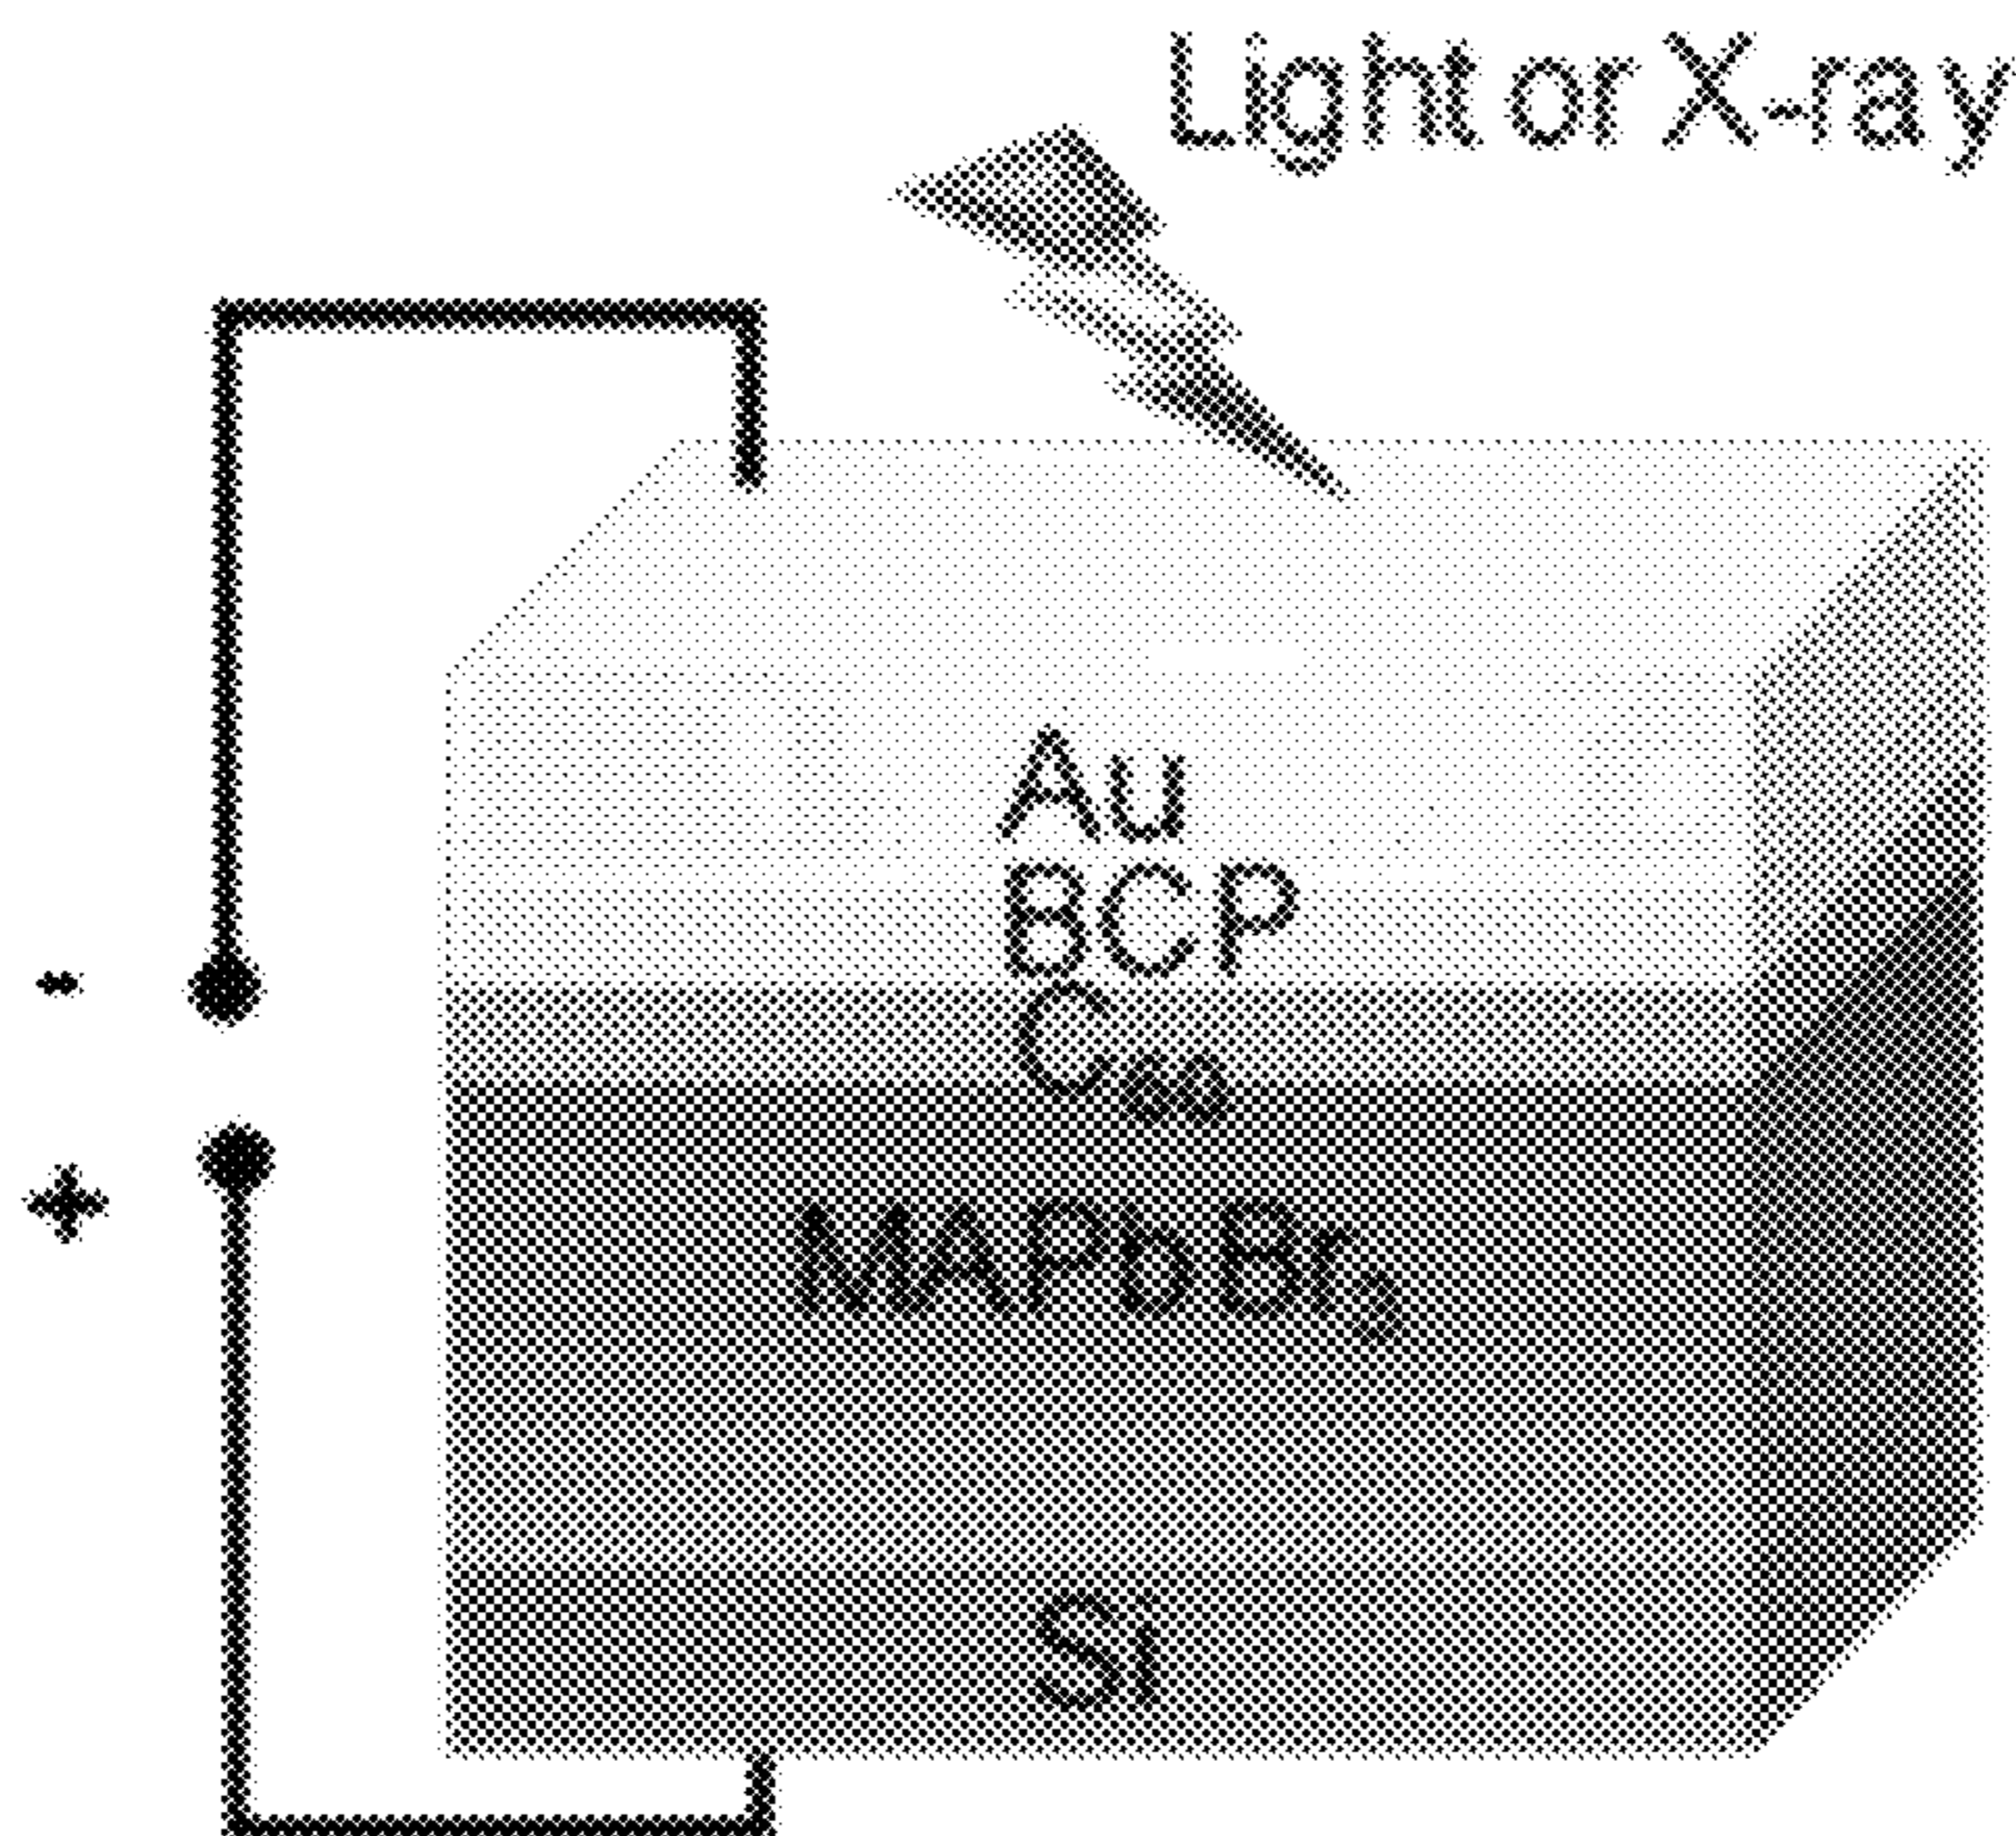 Light or X-ray
Au
BCP
C₆₀
-
+
MAPbBr₃
Si